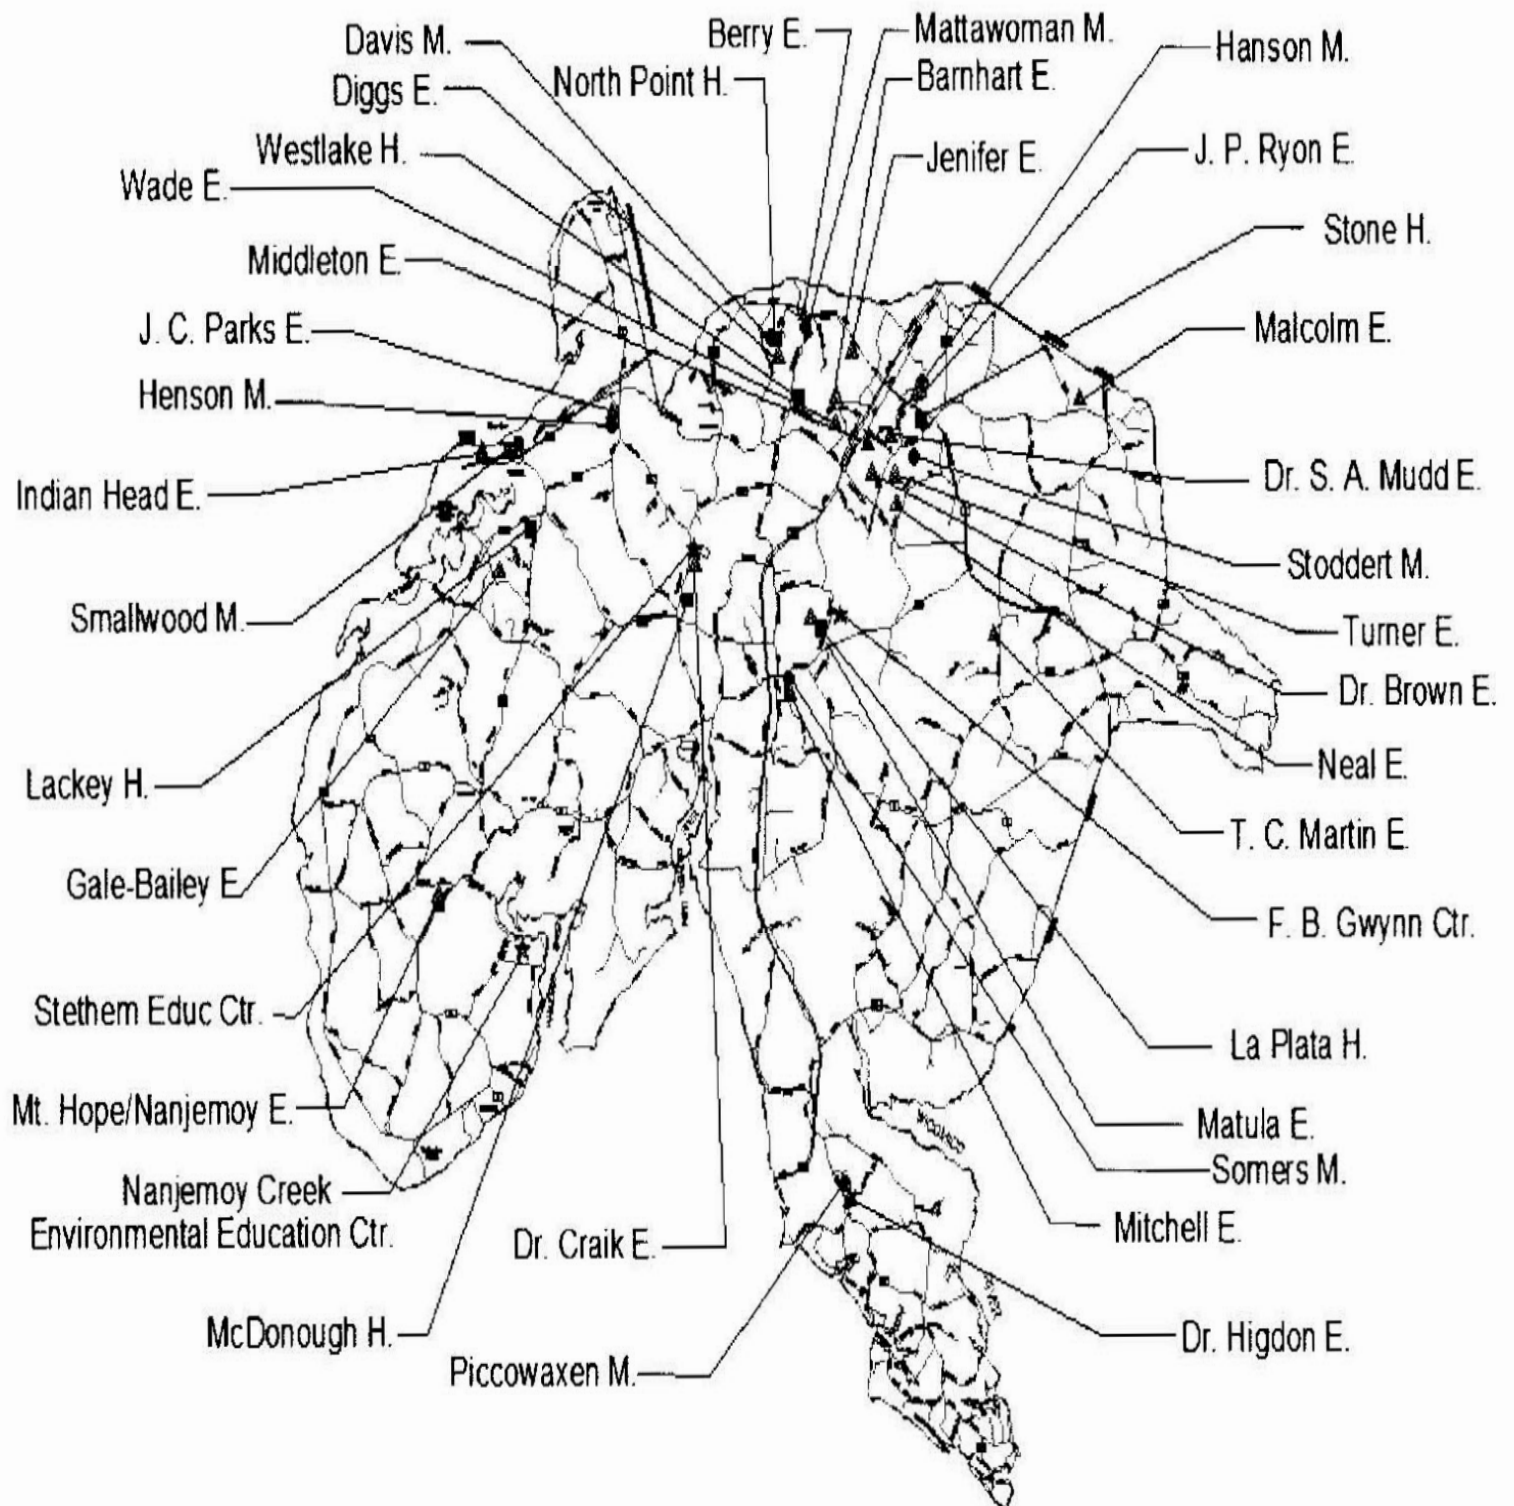 Davis M.
Berry E.
Mattawoman M.
Hanson M.
Diggs E.
North Point H.
Barnhart E.
Westlake H.
Jenifer E.
J. P. Ryon E.
Wade E.
Stone H.
Middleton E.
J. C. Parks E.
Malcolm E.
Henson M.
Indian Head E.
Dr. S. A. Mudd E.
Stoddert M.
Smallwood M.
Turner E.
Dr. Brown E.
Lackey H.
Neal E.
T. C. Martin E.
Gale-Bailey E.
F. B. Gwynn Ctr.
Stethem Educ Ctr.
La Plata H.
Mt. Hope/Nanjemoy E.
Matula E.
Somers M.
Nanjemoy Creek
Environmental Education Ctr.
Dr. Craik E.
Mitchell E.
McDonough H.
Dr. Higdon E.
Piccowaxen M.